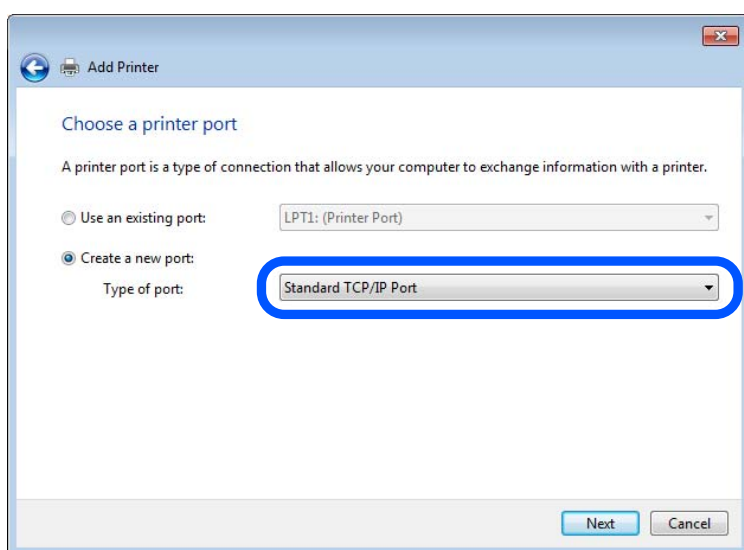 Add Printer
Choose a printer port
A printer port is a type of connection that allows your computer to exchange information with a printer.
Use an existing port: LPT1: (Printer Port)
Create a new port:
Type of port: Standard TCP/IP Port
Next Cancel